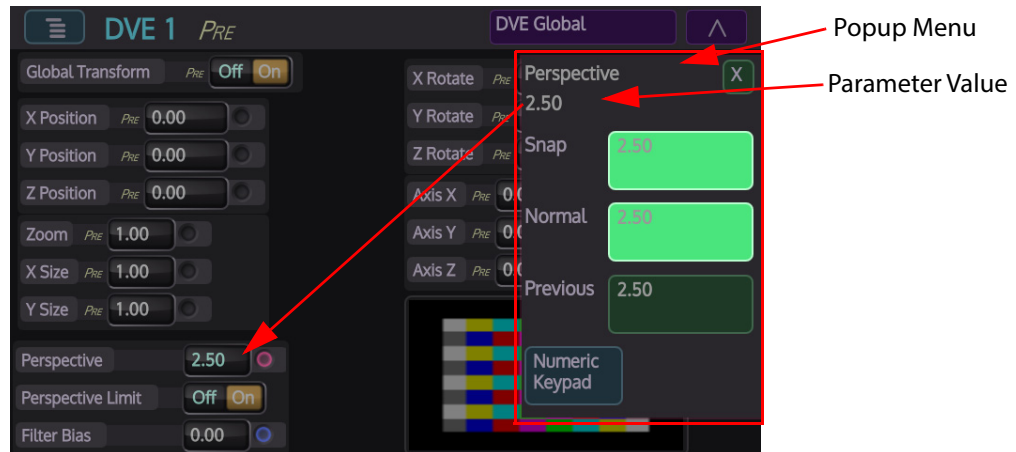 DVE 1 PRE
DVE Global
Popup Menu
Parameter Value
Global Transform PRE Off On
X Position PRE 0.00
Y Position PRE 0.00
Z Position PRE 0.00
Zoom PRE 1.00
X Size PRE 1.00
Y Size PRE 1.00
Perspective 2.50
Perspective Limit Off On
Filter Bias 0.00
X Rotate PRE
Y Rotate PRE
Z Rotate PRE
Axis X PRE
Axis Y PRE
Axis Z PRE
Perspective X
2.50
Snap 2.50
Normal 2.50
Previous 2.50
Numeric
Keypad